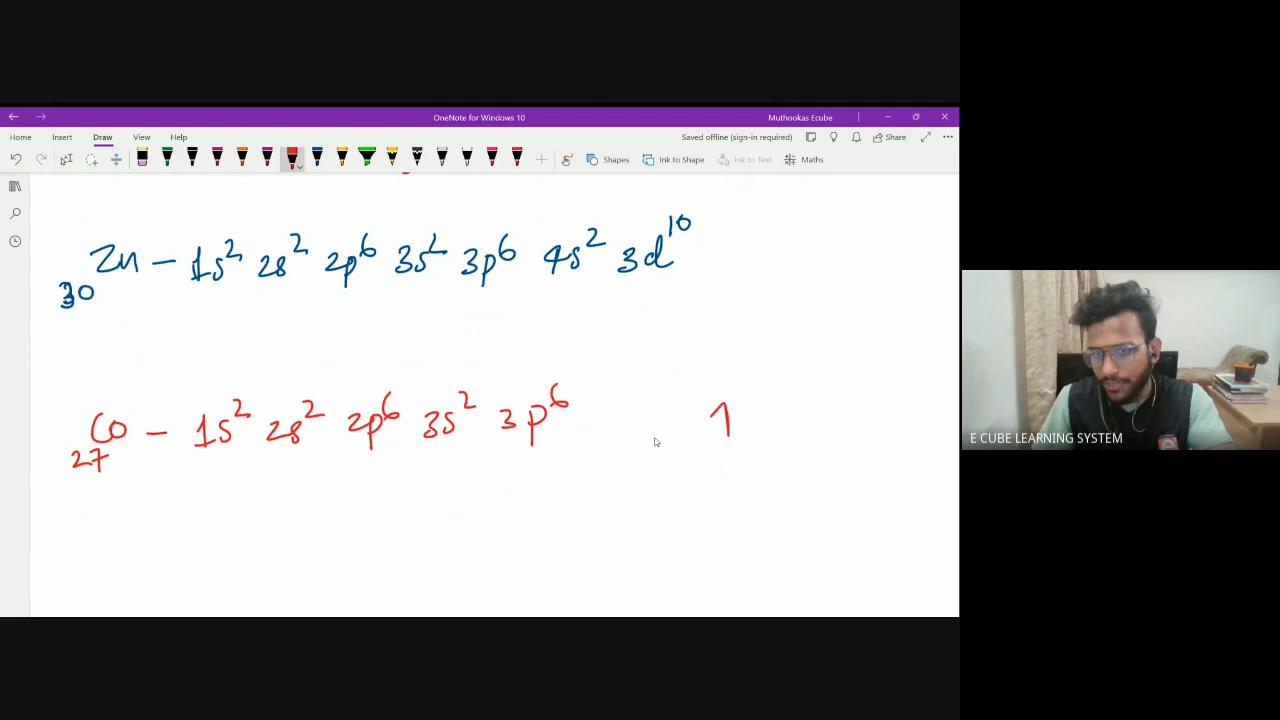 OneNote for Windows 10
Muthookas Ecube
Home Insert Draw View Help
Saved offline (sign-in required) Share
Shapes Ink to Shape Ink to Text Maths
30Zn - 1s² 2s² 2p⁶ 3s² 3p⁶ 4s² 3d¹⁰
27Co - 1s² 2s² 2p⁶ 3s² 3p⁶ 1
E CUBE LEARNING SYSTEM